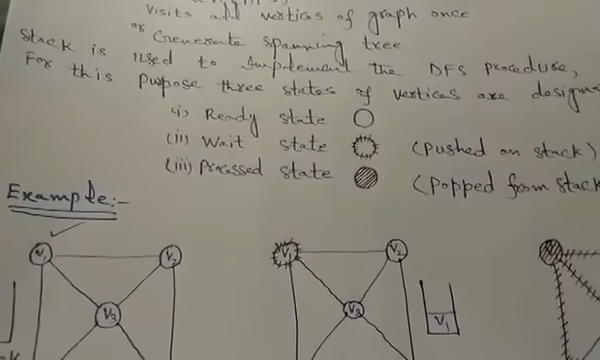 Visits all vertices of graph once
or Generate spanning tree
Stack is used to implement the DFS procedure,
For this purpose three states of vertices are
(i) Ready state
(ii) Wait state (pushed on stack)
(iii) Processed state (popped from stack
Example:-
V1 V2 V1 V2
V3 V3 V1